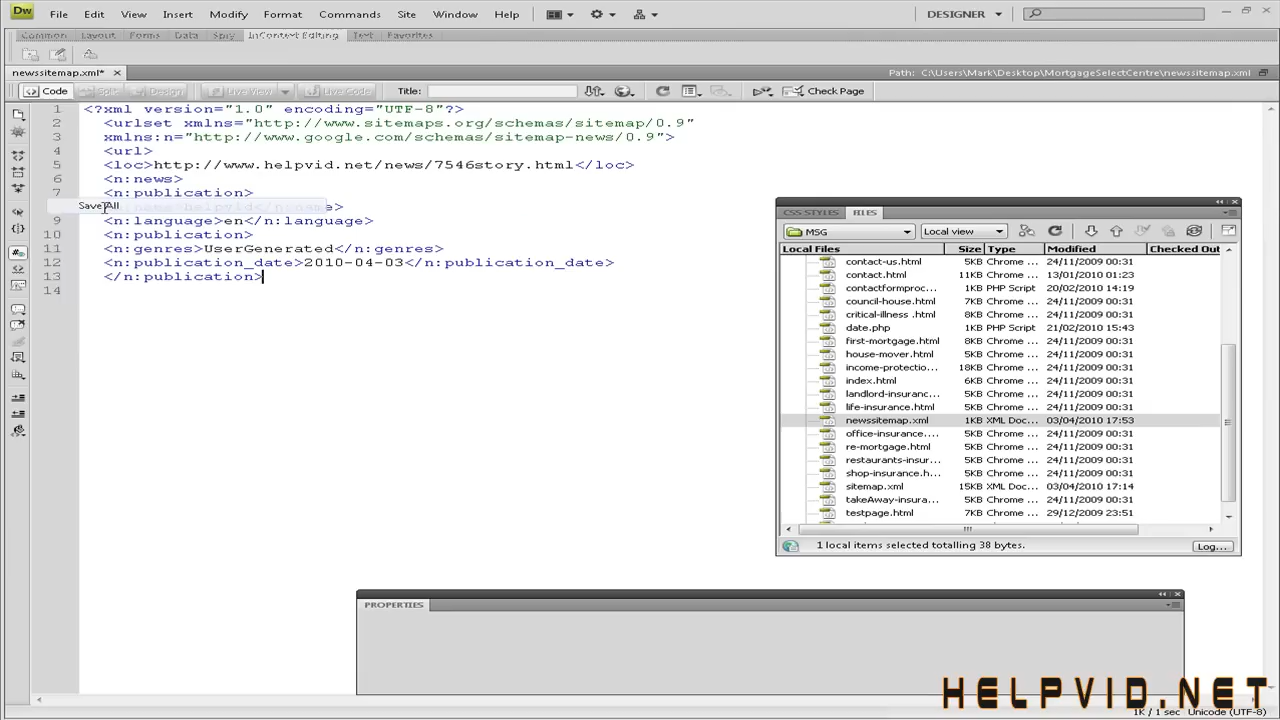 Dw File Edit View Insert Modify Format Commands Site Window Help DESIGNER
Common Layout Forms Data Spry InContext Editing Text Favorites
newssitemap.xml* Path: C:\Users\Mark\Desktop\MortgageSelectCentre\newssitemap.xml
Code Split Design Live View Live Code Title: Check Page
1 <?xml version="1.0" encoding="UTF-8"?>
2 <urlset xmlns="http://www.sitemaps.org/schemas/sitemap/0.9"
3 xmlns:n="http://www.google.com/schemas/sitemap-news/0.9">
4 <url>
5 <loc>http://www.helpvid.net/news/7546story.html</loc>
6 <n:news>
7 <n:publication>
Save All
8 <n:name>helpvid</n:name>
9 <n:language>en</n:language>
10 <n:publication>
11 <n:genres>UserGenerated</n:genres>
12 <n:publication_date>2010-04-03</n:publication_date>
13 </n:publication>
14
CSS STYLES FILES
MSG Local view
Local Files Size Type Modified Checked Out
contact-us.html 5KB Chrome ... 24/11/2009 00:31
contact.html 11KB Chrome ... 13/01/2010 01:23
contactformproc... 1KB PHP Script 20/02/2010 14:19
council-house.html 7KB Chrome ... 24/11/2009 00:31
critical-illness .html 8KB Chrome ... 24/11/2009 00:31
date.php 1KB PHP Script 21/02/2010 15:43
first-mortgage.html 8KB Chrome ... 24/11/2009 00:31
house-mover.html 5KB Chrome ... 24/11/2009 00:31
income-protectio... 18KB Chrome ... 24/11/2009 00:31
index.html 6KB Chrome ... 24/11/2009 00:31
landlord-insuranc... 5KB Chrome ... 24/11/2009 00:31
life-insurance.html 5KB Chrome ... 24/11/2009 00:31
newssitemap.xml 1KB XML Doc... 03/04/2010 17:53
office-insurance.... 5KB Chrome ... 24/11/2009 00:31
re-mortgage.html 5KB Chrome ... 24/11/2009 00:31
restaurants-insur... 5KB Chrome ... 24/11/2009 00:31
shop-insurance.h... 5KB Chrome ... 24/11/2009 00:31
sitemap.xml 15KB XML Doc... 03/04/2010 17:14
takeAway-insura... 5KB Chrome ... 24/11/2009 00:31
testpage.html 7KB Chrome ... 29/12/2009 23:51
1 local items selected totalling 38 bytes. Log...
PROPERTIES
HELPVID.NET
1K / 1 sec Unicode (UTF-8)